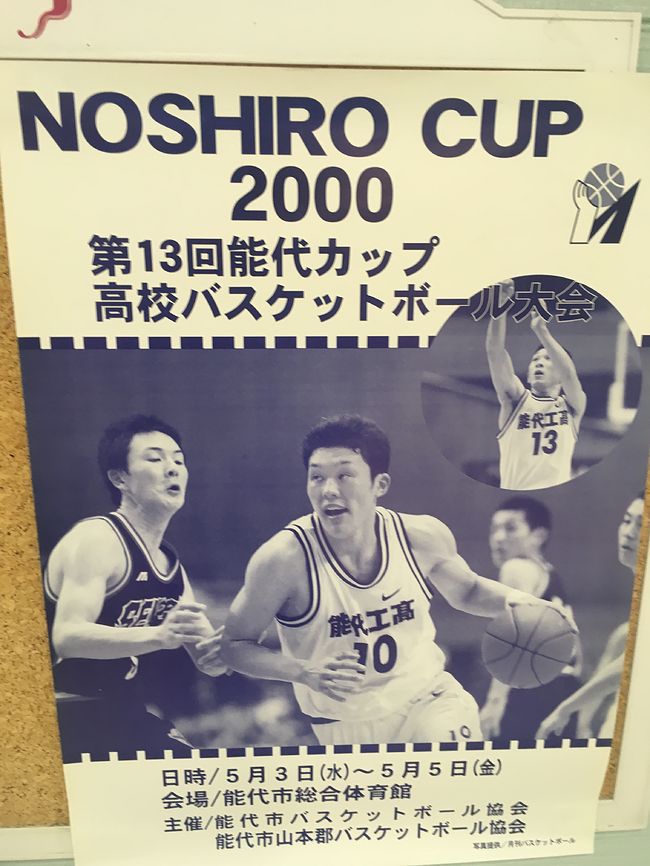 NOSHIRO CUP
2000
第13回能代カップ
高校バスケットボール大会
能代工高
13
能代工高
10
10
日時/5月3日(水)～5月5日(金)
会場/能代市総合体育館
主催/能代市バスケットボール協会
能代市山本郡バスケットボール協会
写真提供/月刊バスケットボール